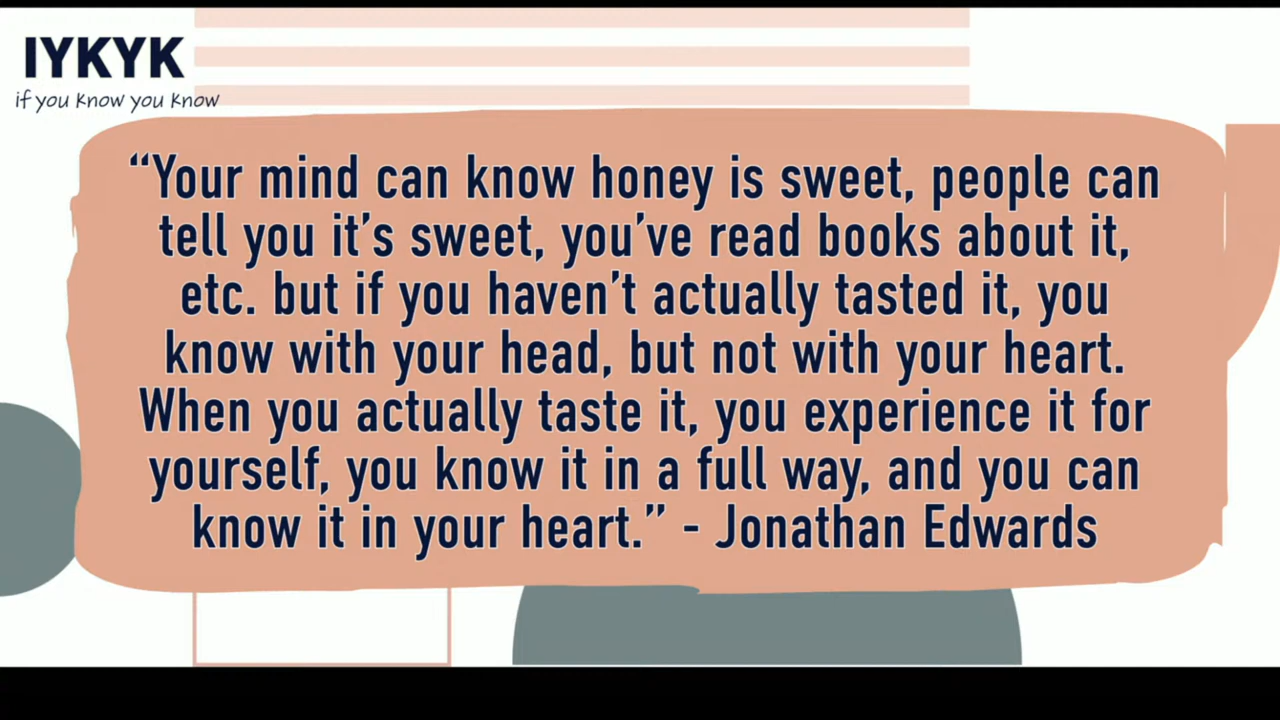 IYKYK
if you know you know
“Your mind can know honey is sweet, people can
tell you it’s sweet, you’ve read books about it,
etc. but if you haven’t actually tasted it, you
know with your head, but not with your heart.
When you actually taste it, you experience it for
yourself, you know it in a full way, and you can
know it in your heart.” - Jonathan Edwards